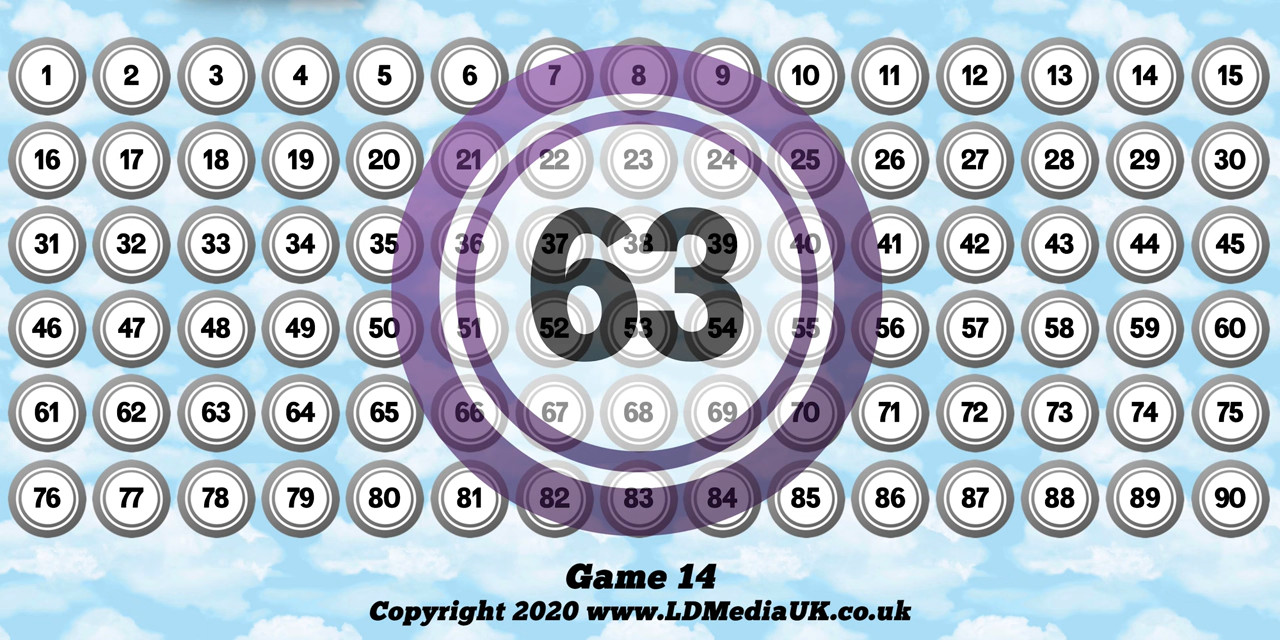 1 2 3 4 5 6 7 8 9 10 11 12 13 14 15
16 17 18 19 20 21 22 23 24 25 26 27 28 29 30
31 32 33 34 35 36 37 38 39 40 41 42 43 44 45
63
46 47 48 49 50 51 52 53 54 55 56 57 58 59 60
61 62 63 64 65 66 67 68 69 70 71 72 73 74 75
76 77 78 79 80 81 82 83 84 85 86 87 88 89 90
Game 14
Copyright 2020 www.LDMediaUK.co.uk